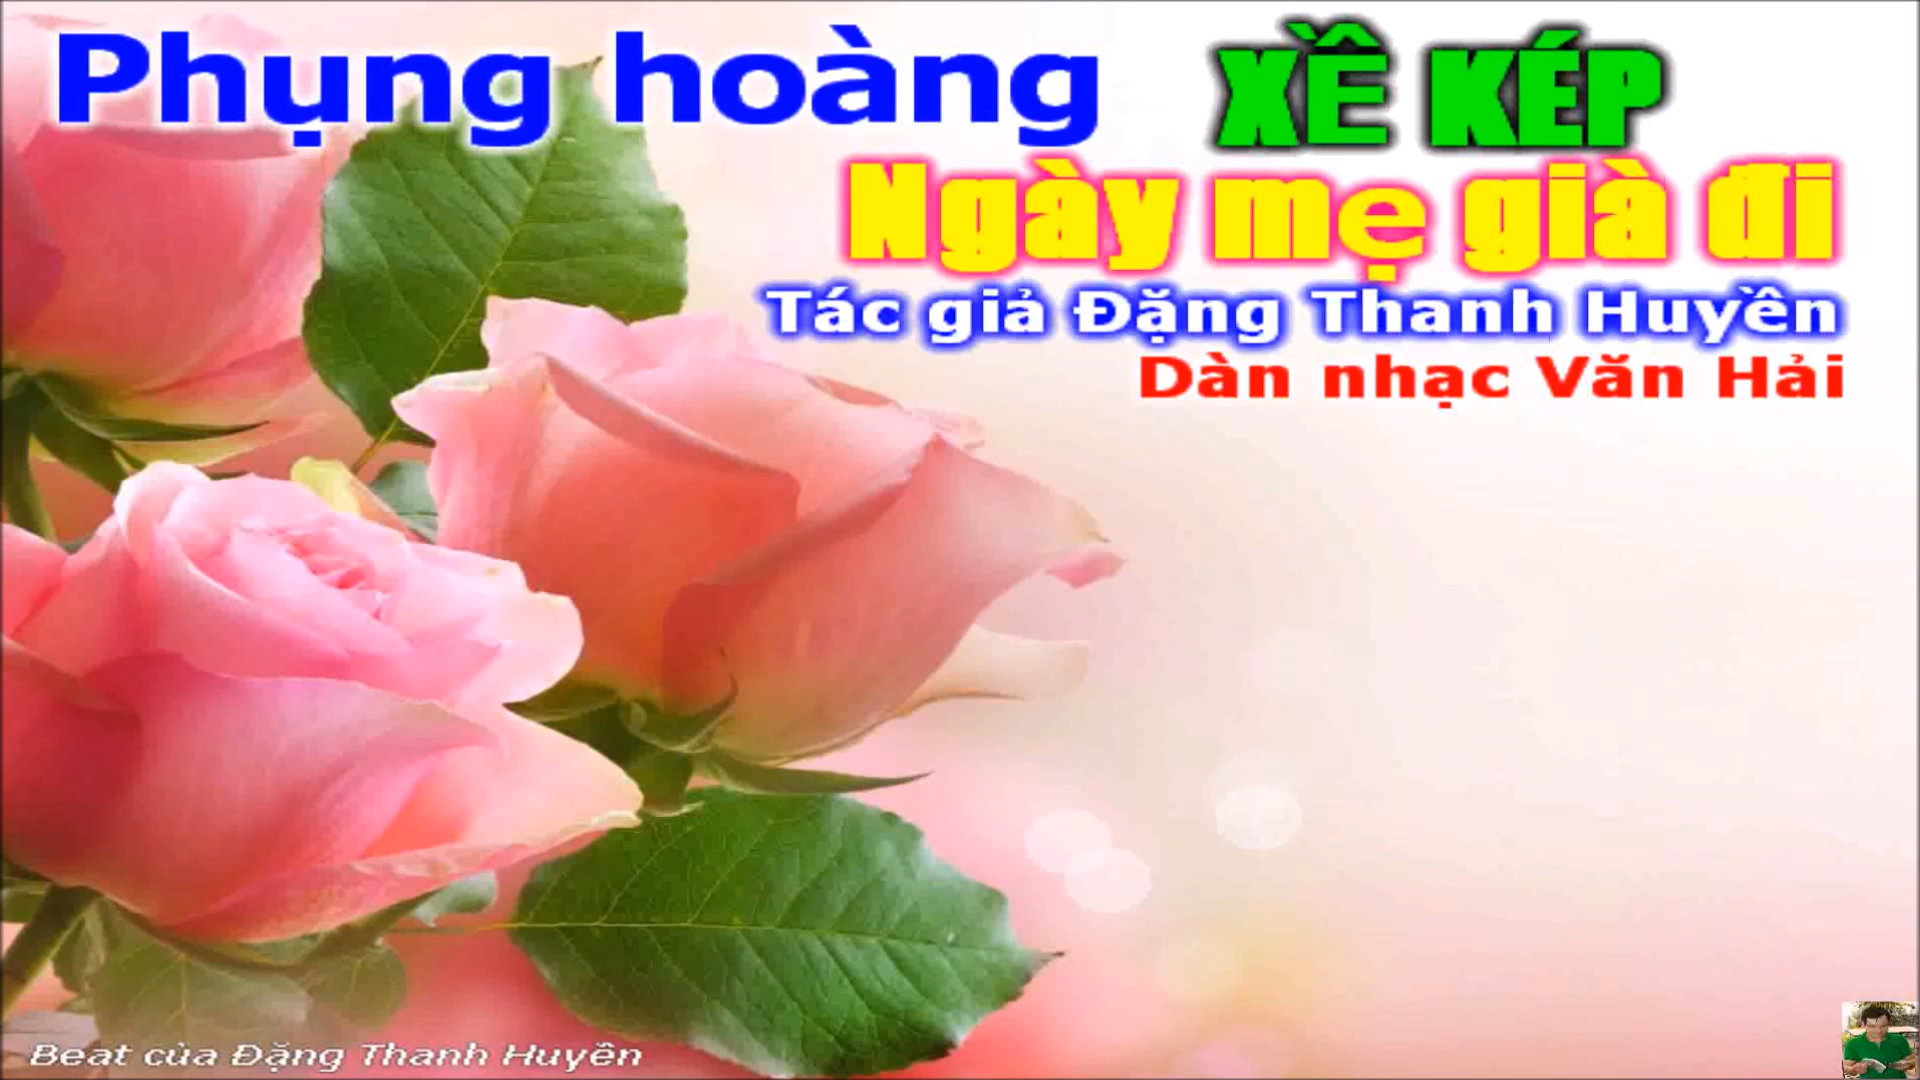 Phụng hoàng XỀ KÉP
Ngày mẹ già đi
Tác giả Đặng Thanh Huyền
Dàn nhạc Văn Hải
Beat của Đặng Thanh Huyền